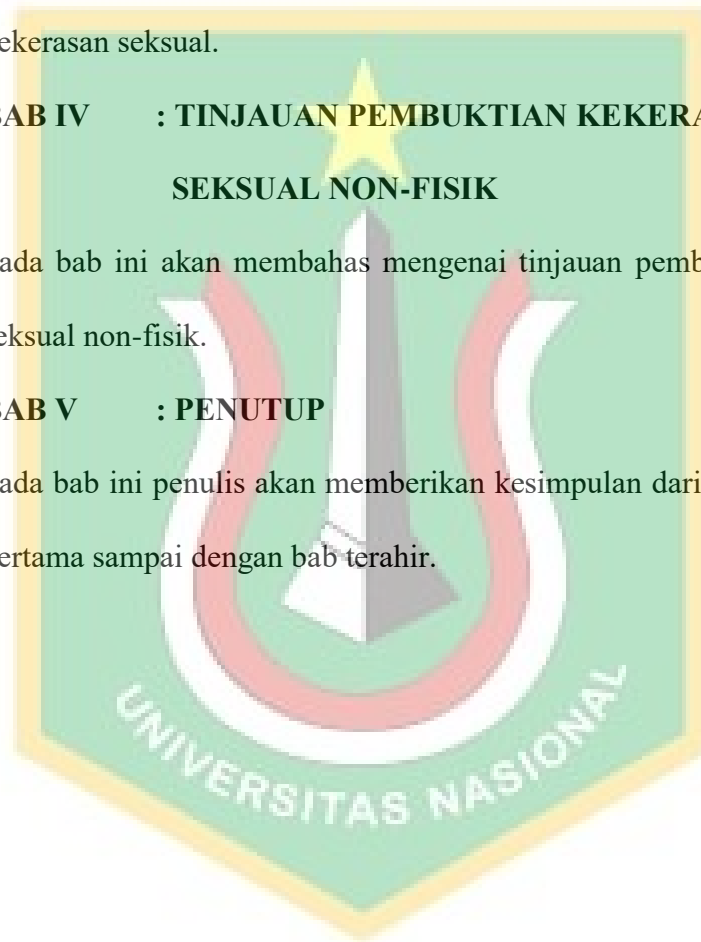 ekerasan seksual.
BAB IV : TINJAUAN PEMBUKTIAN KEKERA
SEKSUAL NON-FISIK
ada bab ini akan membahas mengenai tinjauan pemb
eksual non-fisik.
BAB V : PENUTUP
ada bab ini penulis akan memberikan kesimpulan dari
ertama sampai dengan bab terahir.
UNIVERSITAS NASIONAL